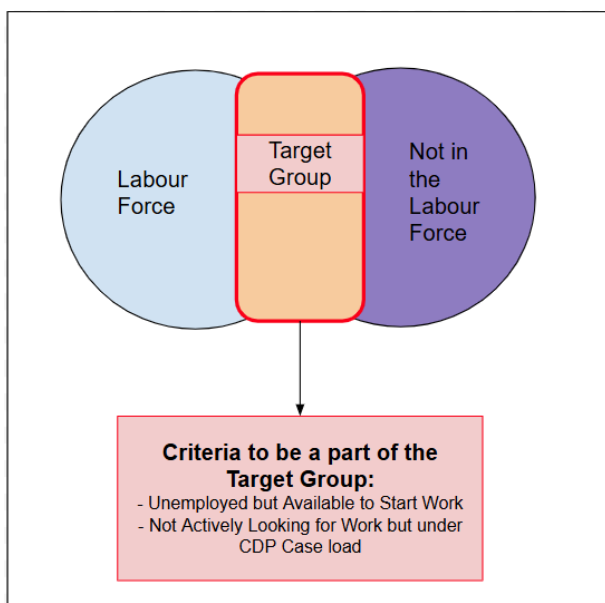 Labour
Force
Target
Group
Not in
the
Labour
Force
Criteria to be a part of the
Target Group:
- Unemployed but Available to Start Work
- Not Actively Looking for Work but under
CDP Case load